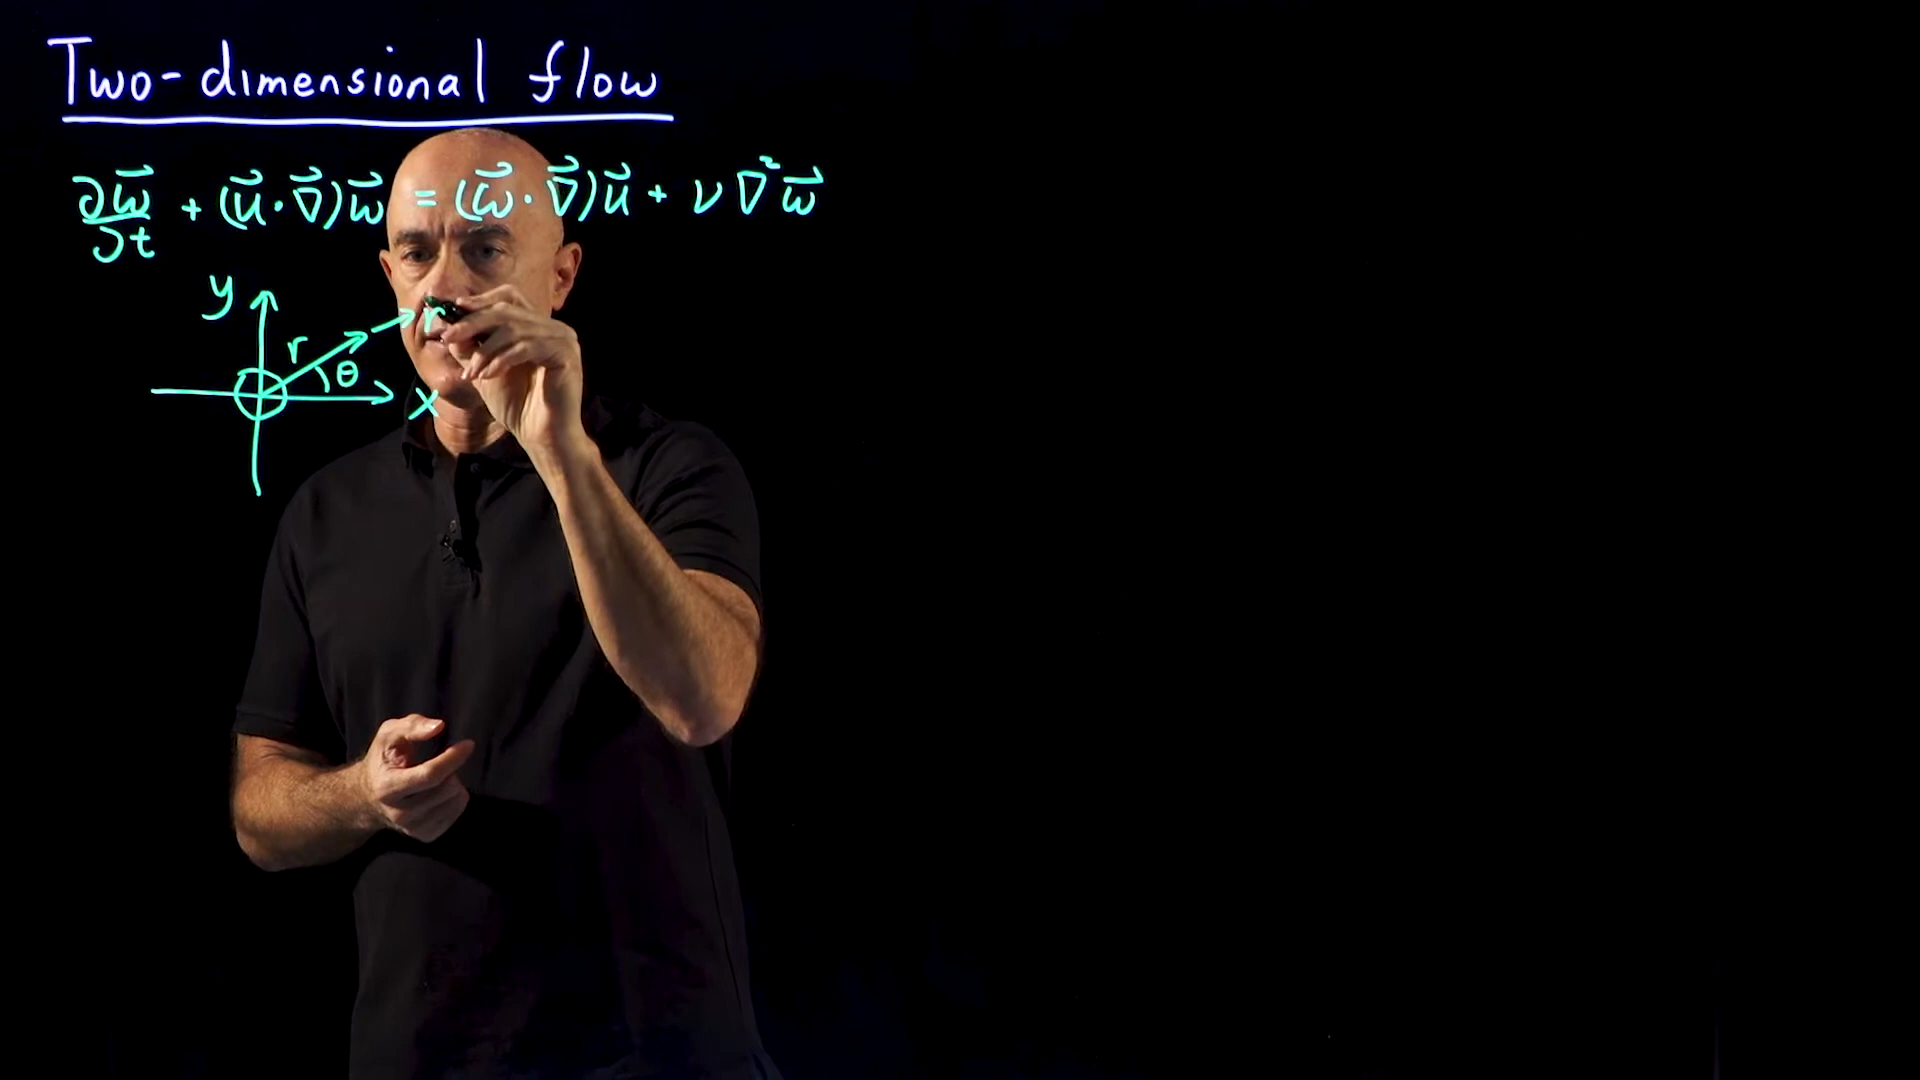 Two-dimensional flow
∂ω⃗/∂t + (u⃗·∇⃗)ω⃗ = (ω⃗·∇⃗)u⃗ + ν∇⃗²ω⃗
y
r
r
θ
x